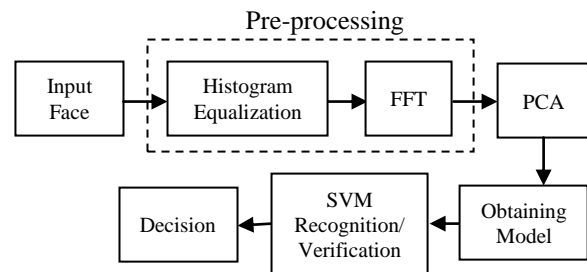 Pre-processing
Input
Face
Histogram
Equalization
FFT
PCA
Decision
SVM
Recognition/
Verification
Obtaining
Model